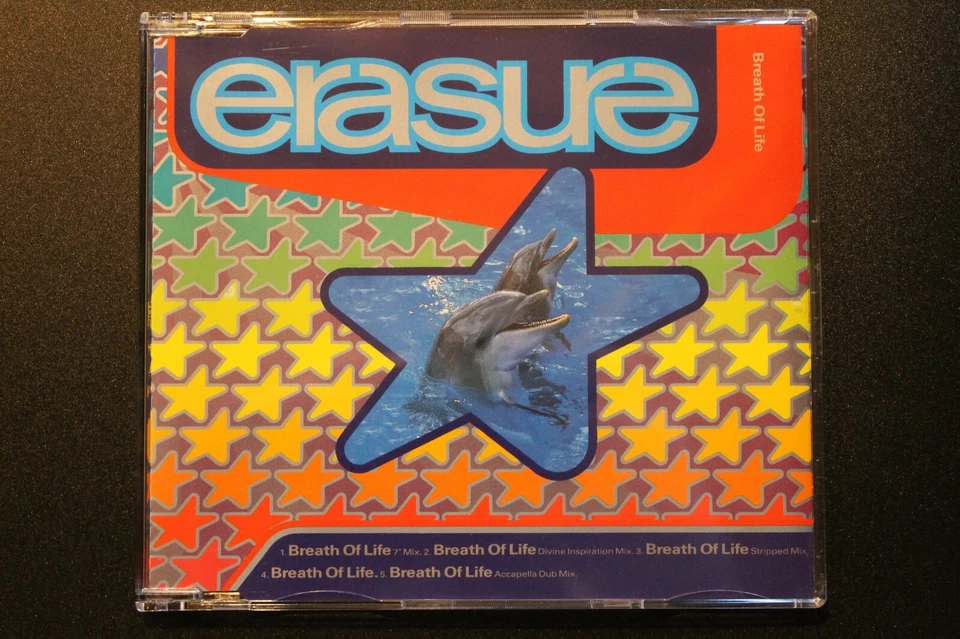 erasure
Breath Of Life
1. Breath Of Life 7" Mix. 2. Breath Of Life Divine Inspiration Mix. 3. Breath Of Life Stripped Mix
4. Breath Of Life. 5. Breath Of Life Accapella Dub Mix.